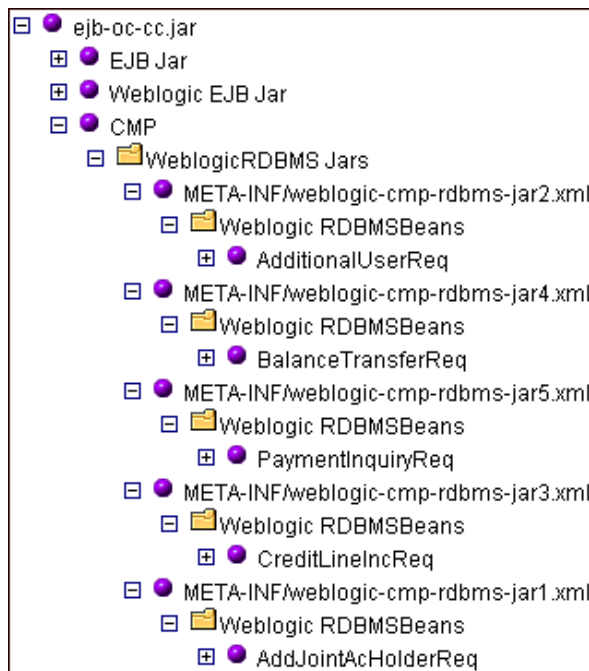 ejb-oc-cc.jar
EJB Jar
Weblogic EJB Jar
CMP
WeblogicRDBMS Jars
META-INF/weblogic-cmp-rdbms-jar2.xml
Weblogic RDBMSBeans
AdditionalUserReq
META-INF/weblogic-cmp-rdbms-jar4.xml
Weblogic RDBMSBeans
BalanceTransferReq
META-INF/weblogic-cmp-rdbms-jar5.xml
Weblogic RDBMSBeans
PaymentInquiryReq
META-INF/weblogic-cmp-rdbms-jar3.xml
Weblogic RDBMSBeans
CreditLineIncReq
META-INF/weblogic-cmp-rdbms-jar1.xml
Weblogic RDBMSBeans
AddJointAcHolderReq